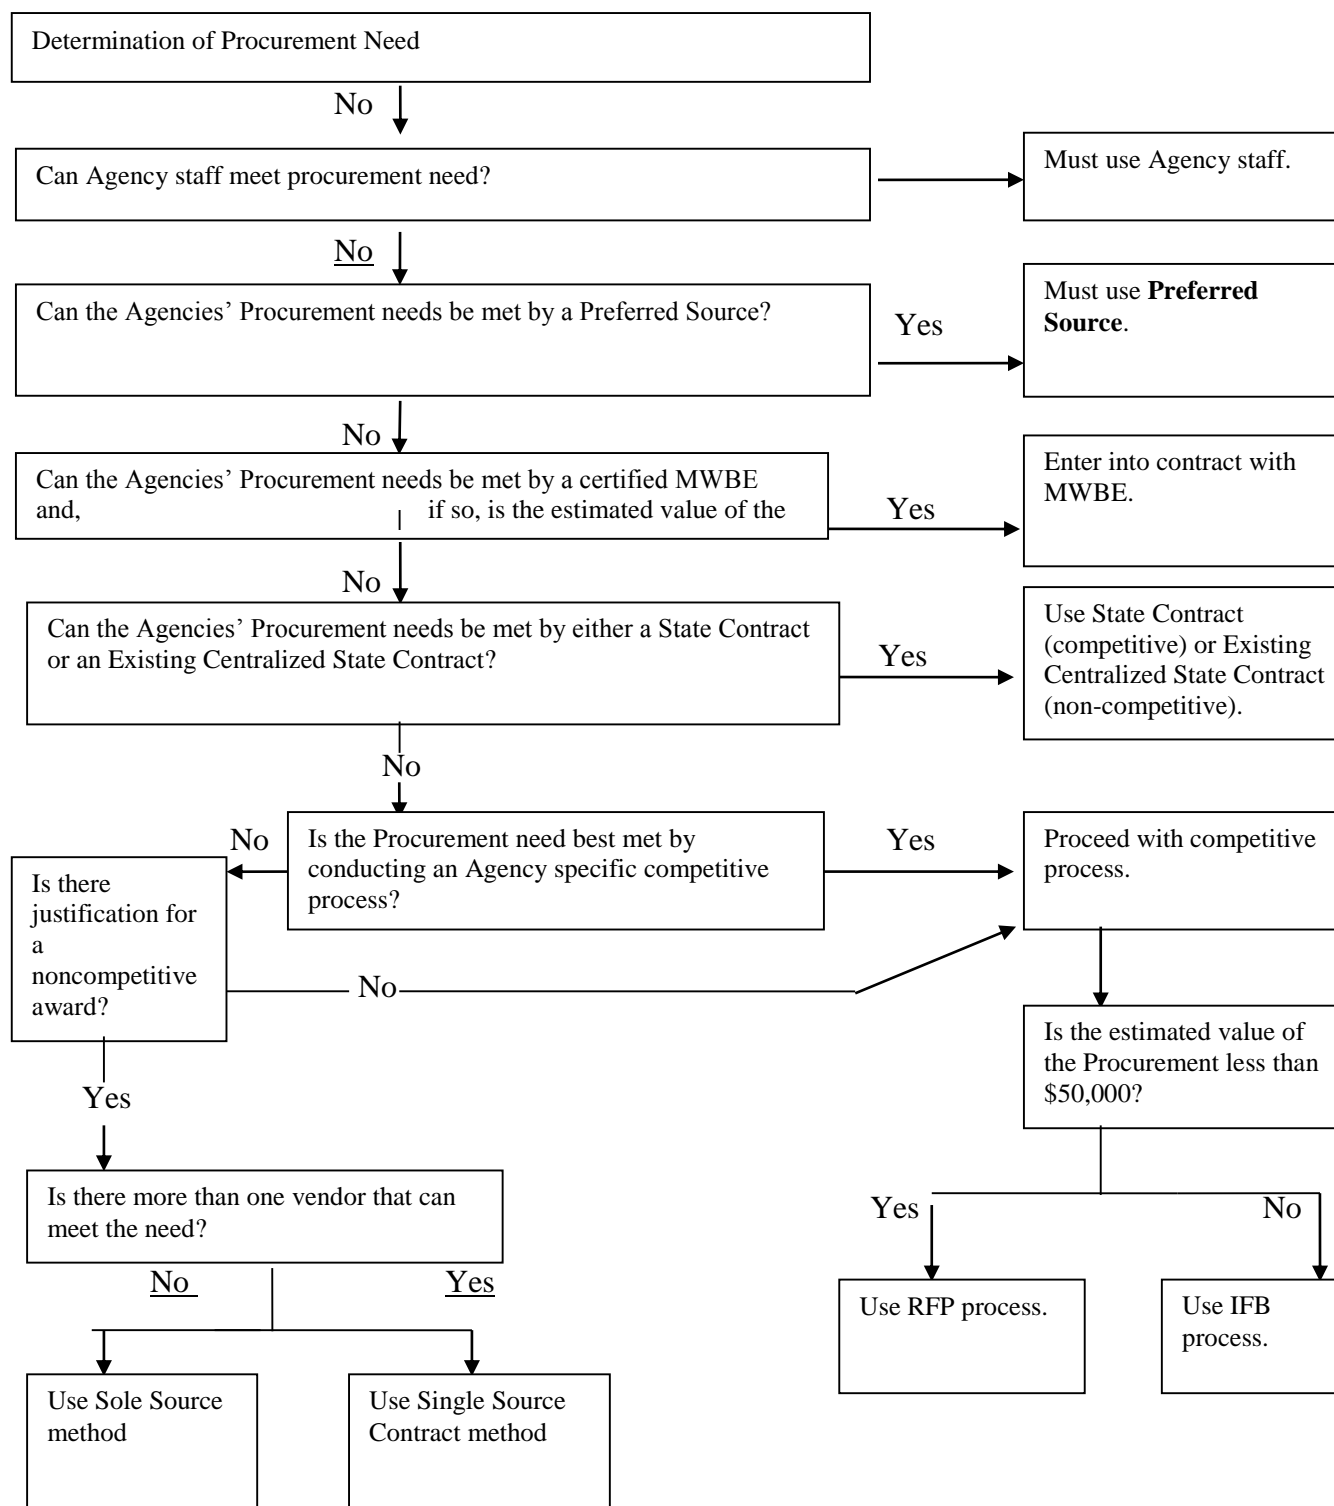 Determination of Procurement Need
No
Can Agency staff meet procurement need?
Must use Agency staff.
No
Can the Agencies’ Procurement needs be met by a Preferred Source?
Yes
Must use Preferred
Source.
No
Can the Agencies’ Procurement needs be met by a certified MWBE
and, if so, is the estimated value of the
Yes
Enter into contract with
MWBE.
No
Can the Agencies’ Procurement needs be met by either a State Contract
or an Existing Centralized State Contract?
Yes
Use State Contract
(competitive) or Existing
Centralized State Contract
(non-competitive).
No
Is the Procurement need best met by
conducting an Agency specific competitive
process?
Yes
Proceed with competitive
process.
No
Is there
justification for
a
noncompetitive
award?
No
Is the estimated value of
the Procurement less than
$50,000?
Yes
Is there more than one vendor that can
meet the need?
Yes
No
No
Yes
Use RFP process.
Use IFB
process.
Use Sole Source
method
Use Single Source
Contract method